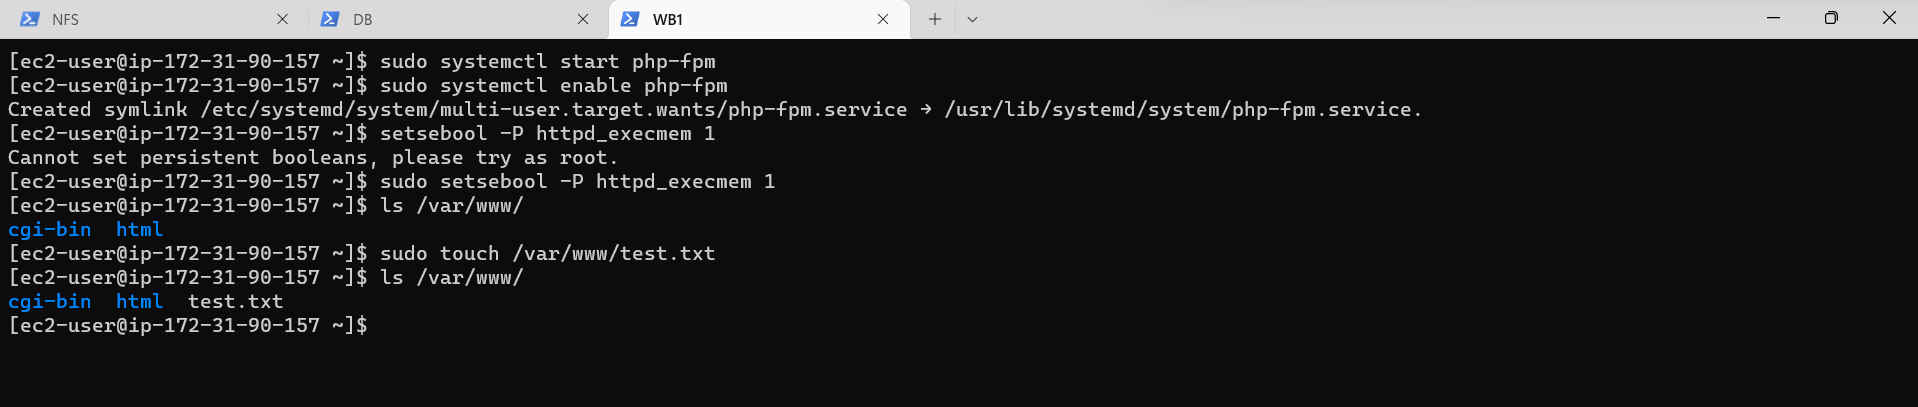 NFS DB WB1
[ec2-user@ip-172-31-90-157 ~]$ sudo systemctl start php-fpm
[ec2-user@ip-172-31-90-157 ~]$ sudo systemctl enable php-fpm
Created symlink /etc/systemd/system/multi-user.target.wants/php-fpm.service → /usr/lib/systemd/system/php-fpm.service.
[ec2-user@ip-172-31-90-157 ~]$ setsebool -P httpd_execmem 1
Cannot set persistent booleans, please try as root.
[ec2-user@ip-172-31-90-157 ~]$ sudo setsebool -P httpd_execmem 1
[ec2-user@ip-172-31-90-157 ~]$ ls /var/www/
cgi-bin  html
[ec2-user@ip-172-31-90-157 ~]$ sudo touch /var/www/test.txt
[ec2-user@ip-172-31-90-157 ~]$ ls /var/www/
cgi-bin  html  test.txt
[ec2-user@ip-172-31-90-157 ~]$